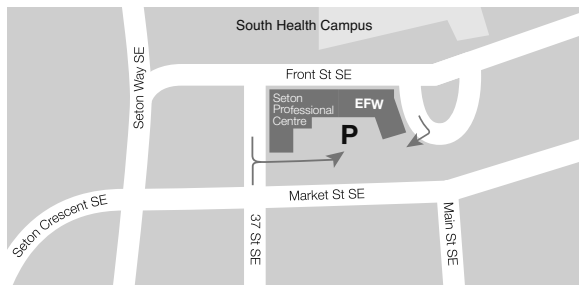 South Health Campus
Seton Way SE
Front St SE
Seton
Professional
Centre
EFW
P
Seton Crescent SE
Market St SE
37 St SE
Main St SE